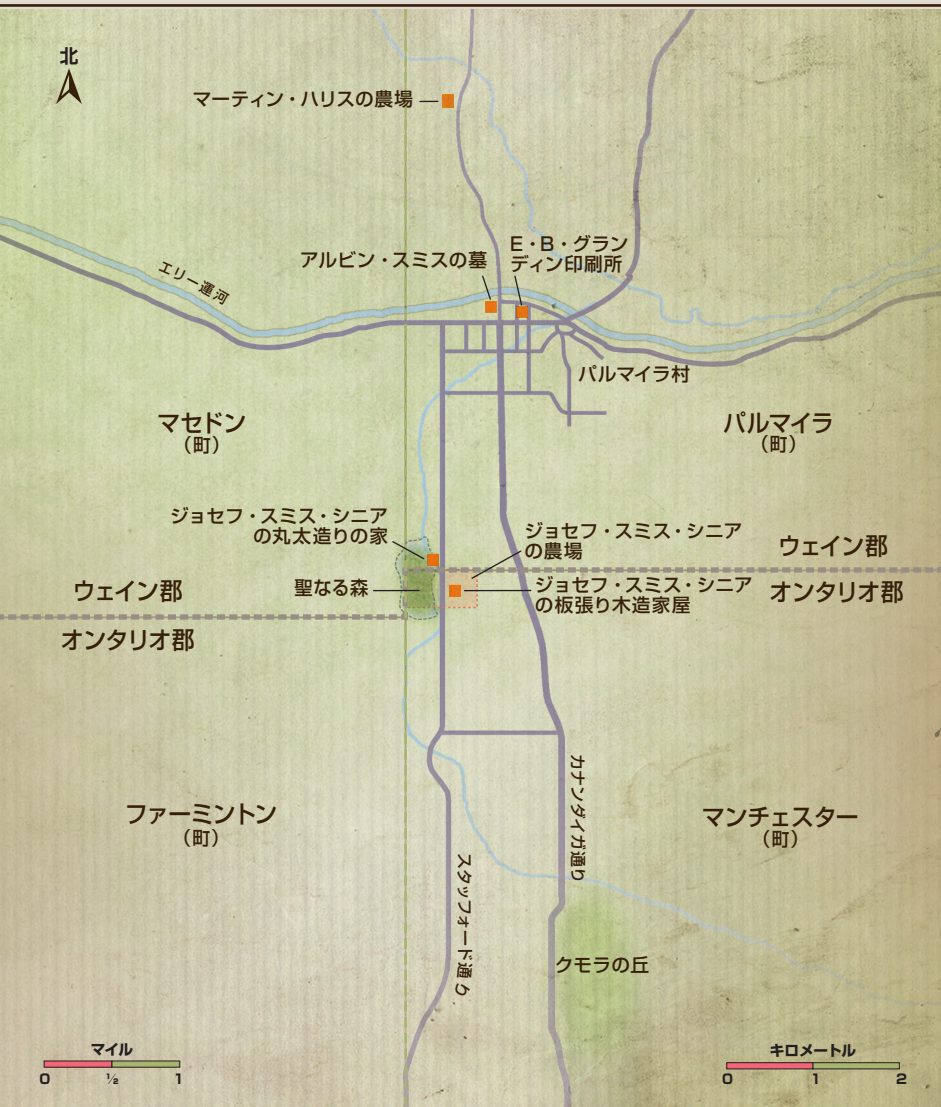 北
マーティン・ハリスの農場
アルビン・スミスの墓
E・B・グラン
ディン印刷所
エリー運河
パルマイラ村
マセドン
（町）
パルマイラ
（町）
ジョセフ・スミス・シニア
の丸太造りの家
ジョセフ・スミス・シニア
の農場
ウェイン郡
聖なる森
ジョセフ・スミス・シニア
の板張り木造家屋
ウェイン郡
オンタリオ郡
オンタリオ郡
カナンダイガ通り
ファーミントン
（町）
マンチェスター
（町）
スタッフォード通り
クモラの丘
マイル
0 ½ 1
キロメートル
0 1 2